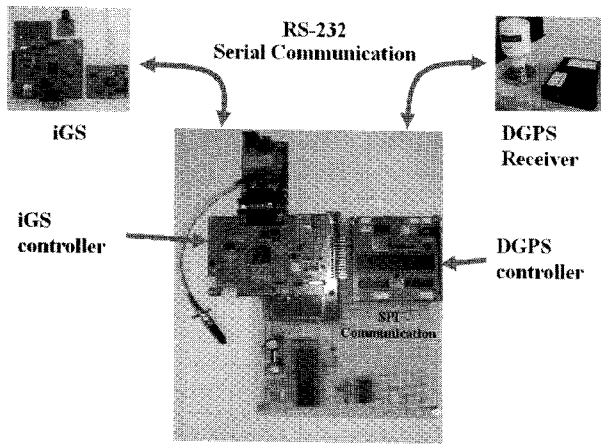 RS-232
Serial Communication
iGS
DGPS
Receiver
iGS
controller
DGPS
controller
SPI
Communication